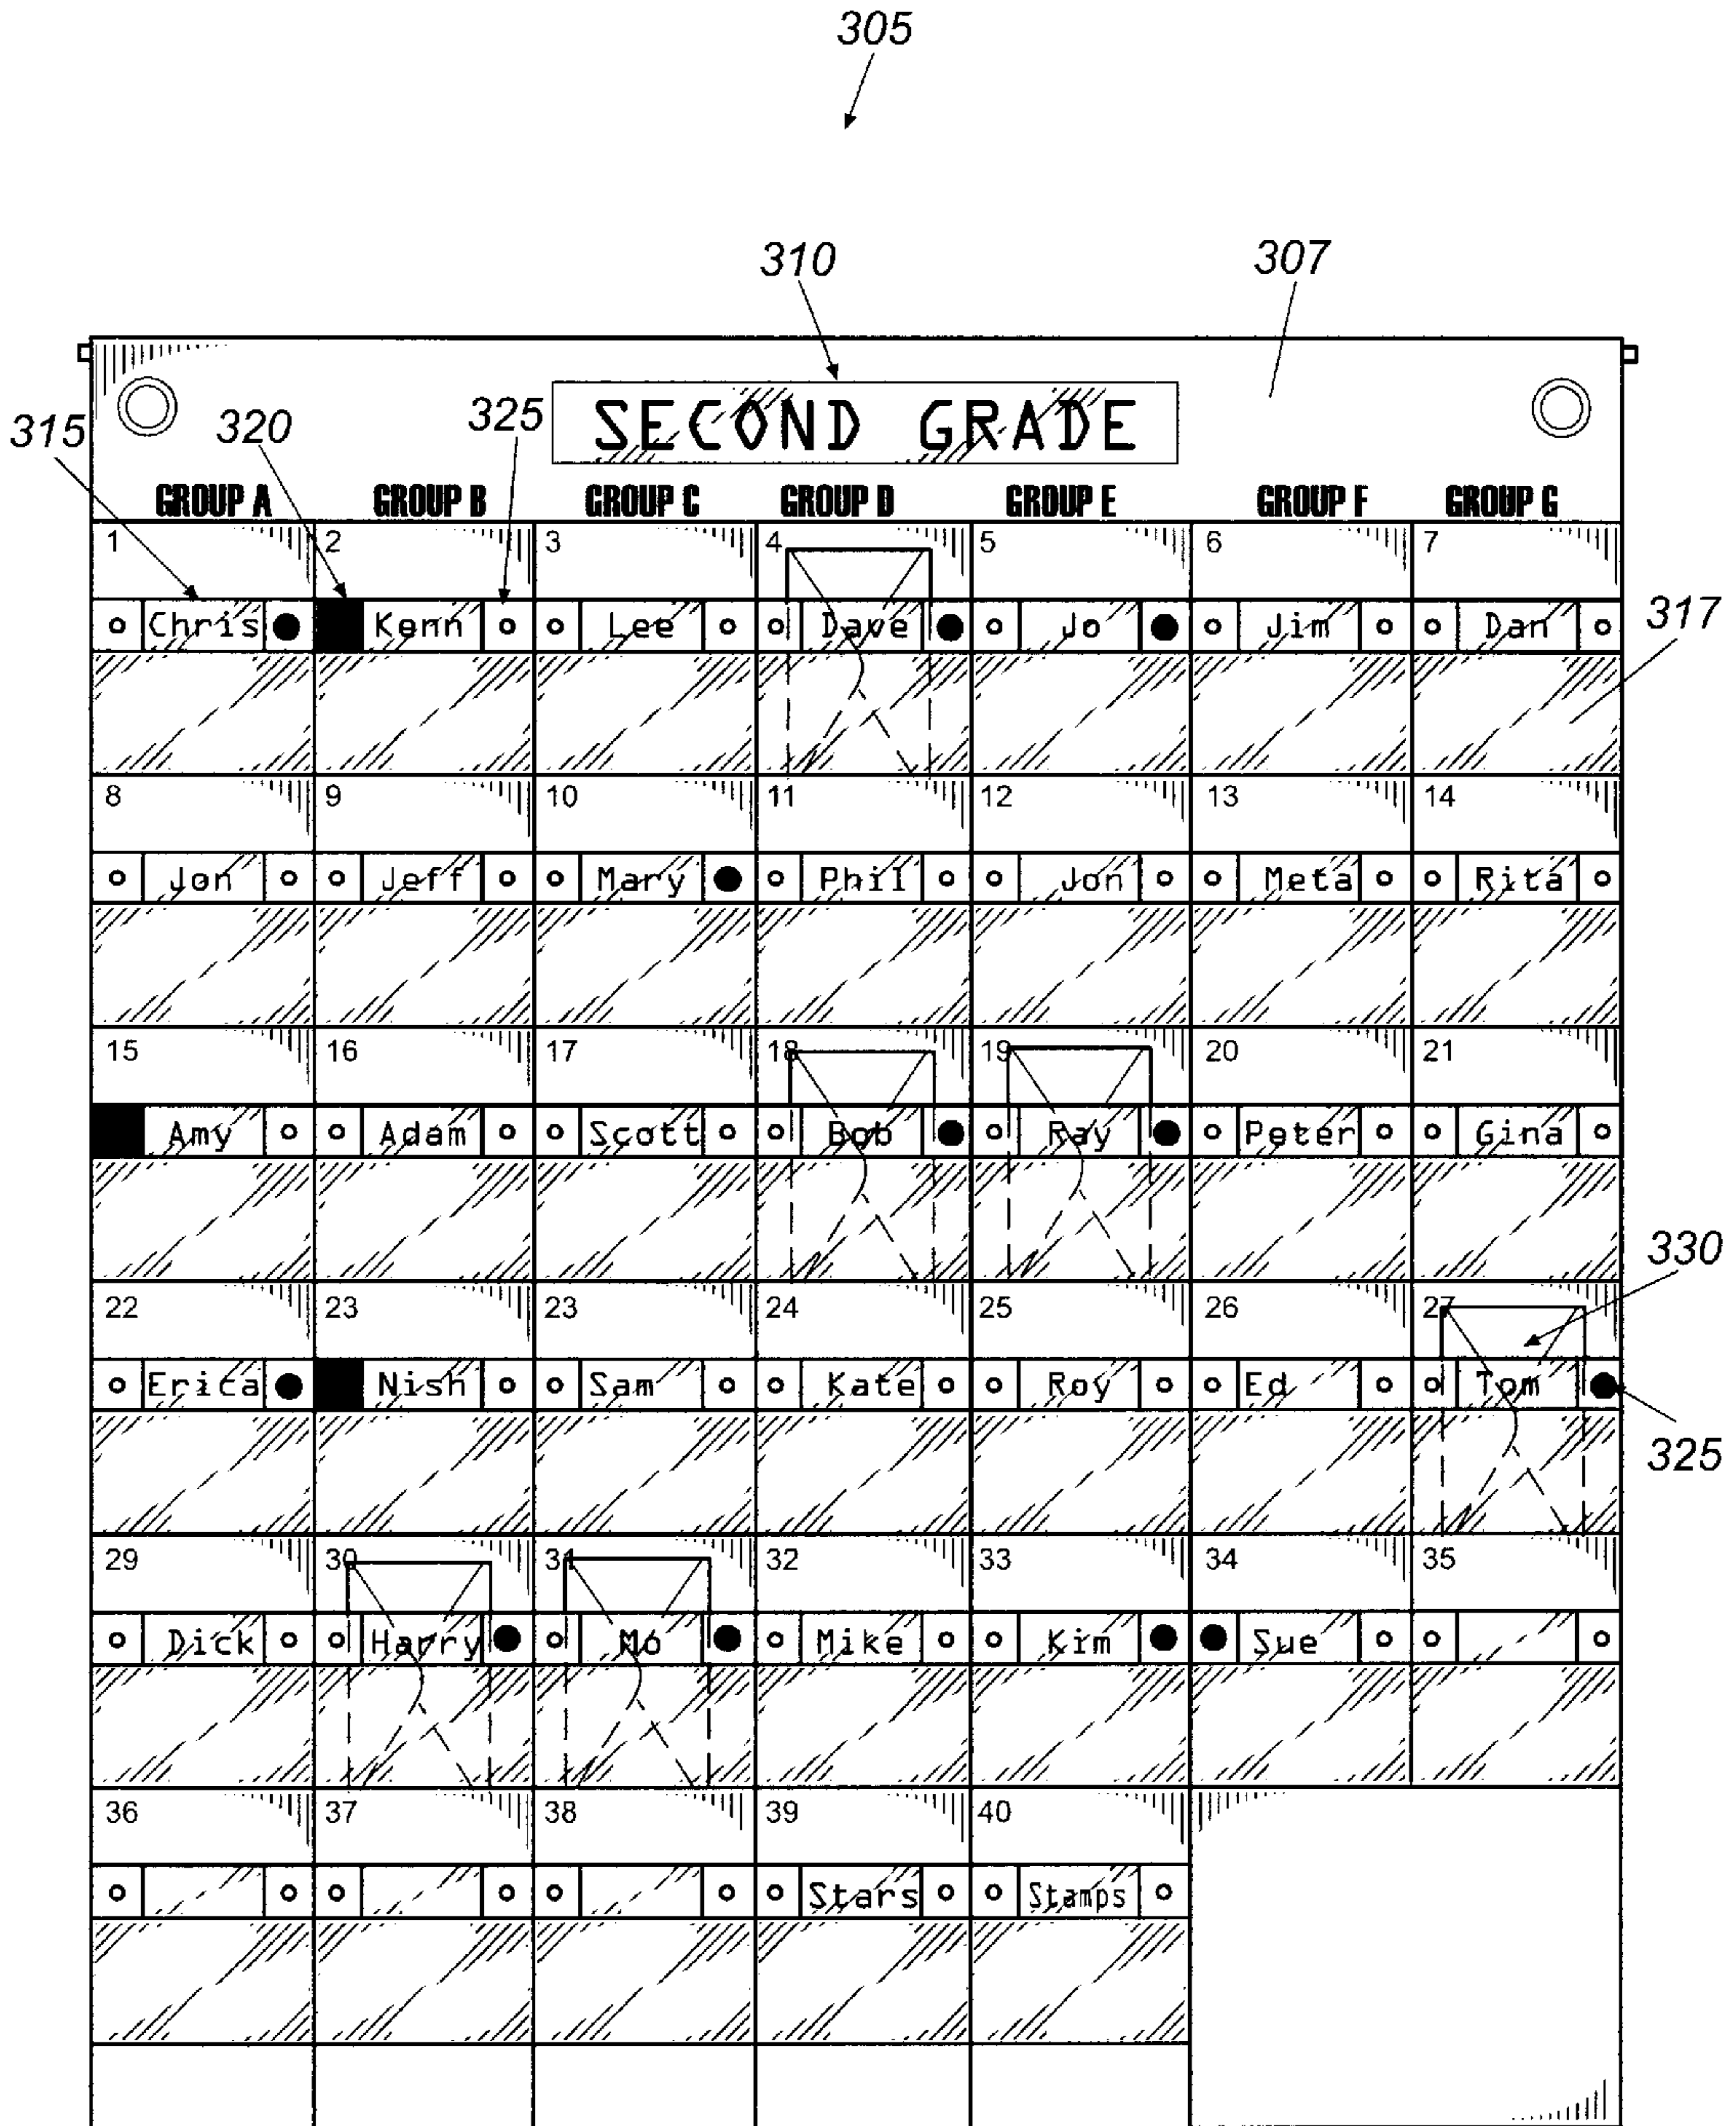 305
310 307
315 320 325 SECOND GRADE
GROUP A GROUP B GROUP C GROUP D GROUP E GROUP F GROUP G
1 2 3 4 5 6 7
Chris Kenn Lee Dave Jo Jim Dan 317
8 9 10 11 12 13 14
Jon Jeff Mary Phil Jon Meta Rita
15 16 17 18 19 20 21
Amy Adam Scott Bob Ray Peter Gina
330
22 23 23 24 25 26 27
Erica Nish Sam Kate Roy Ed Tom
325
29 30 31 32 33 34 35
Dick Harry Mo Mike Kim Sue
36 37 38 39 40
Stars Stamps